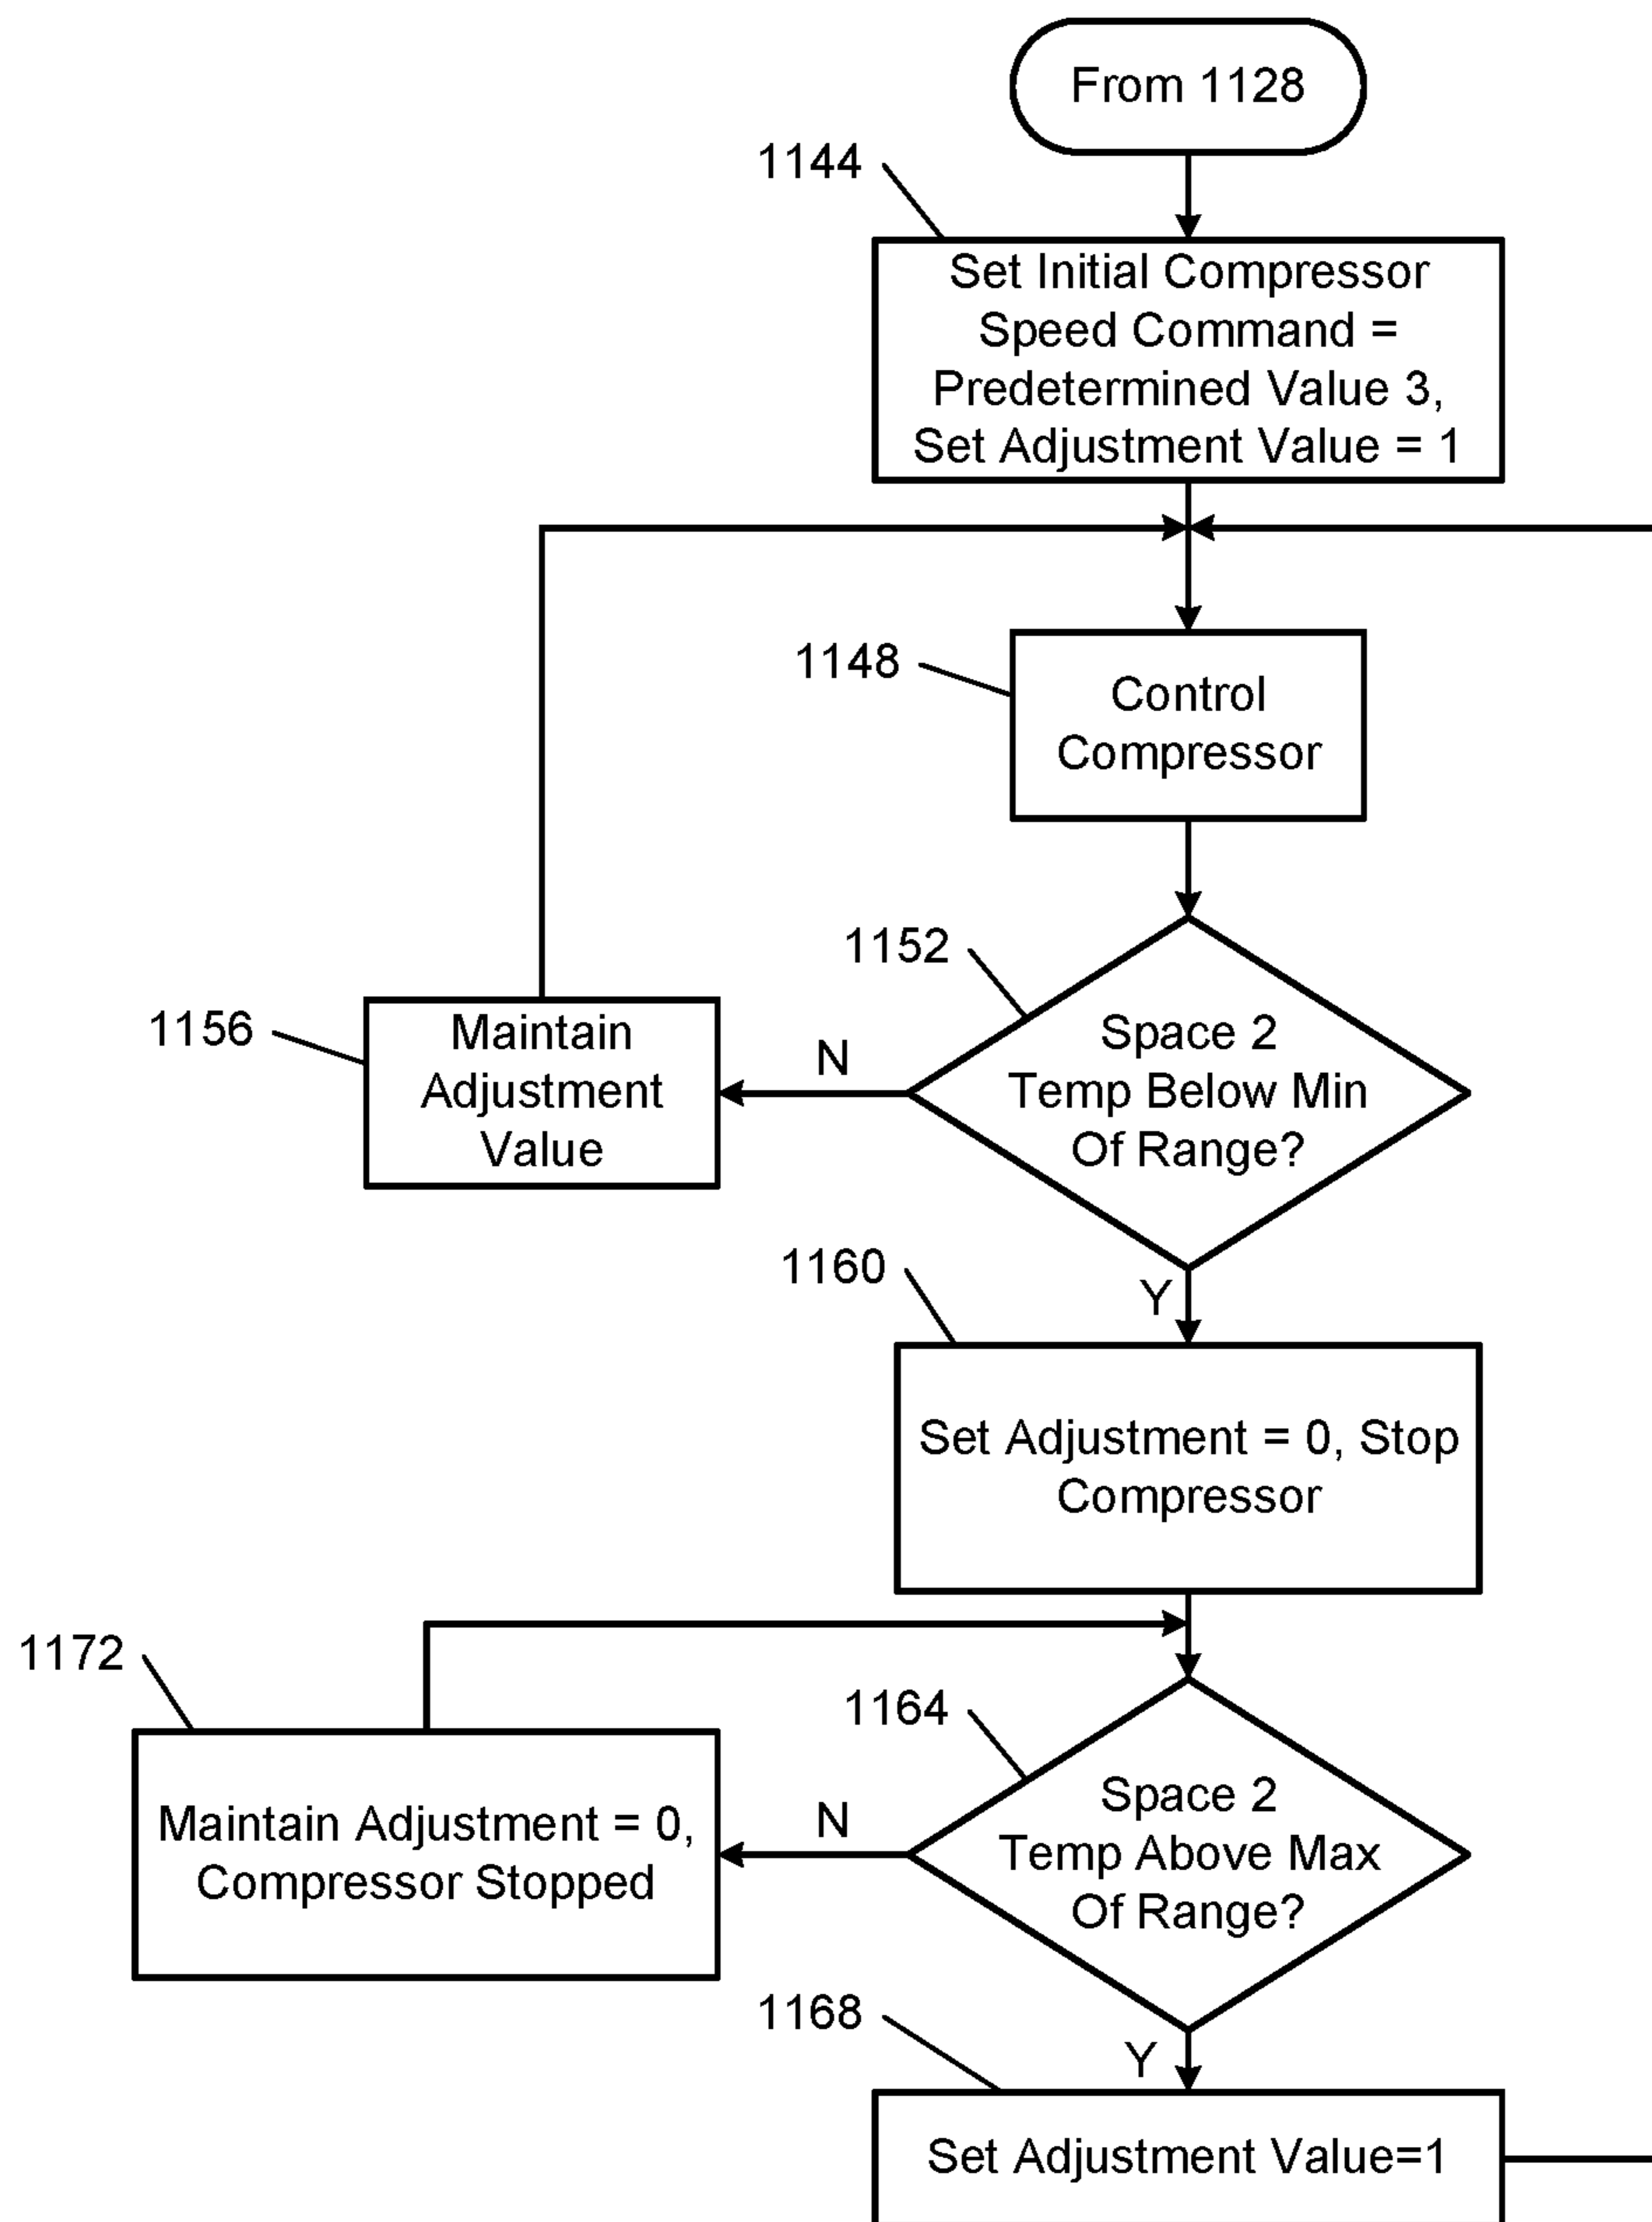 From 1128
1144
Set Initial Compressor
Speed Command =
Predetermined Value 3,
Set Adjustment Value = 1
1148
Control
Compressor
1152
Space 2
Temp Below Min
Of Range?
N
1156
Maintain
Adjustment
Value
Y
1160
Set Adjustment = 0, Stop
Compressor
1164
Space 2
Temp Above Max
Of Range?
N
1172
Maintain Adjustment = 0,
Compressor Stopped
Y
1168
Set Adjustment Value=1